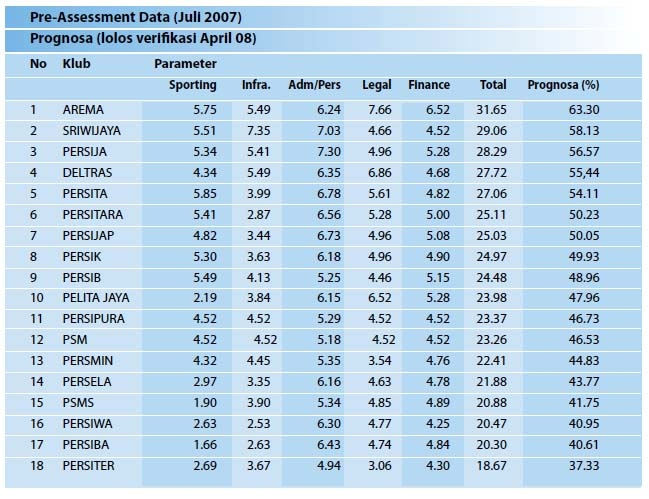 Pre-Assessment Data (Juli 2007)
Prognosa (lolos verifikasi April 08)
No Klub Parameter
Sporting Infra. Adm/Pers Legal Finance Total Prognosa (%)
1 AREMA 5.75 5.49 6.24 7.66 6.52 31.65 63.30
2 SRIWIJAYA 5.51 7.35 7.03 4.66 4.52 29.06 58.13
3 PERSIJA 5.34 5.41 7.30 4.96 5.28 28.29 56.57
4 DELTRAS 4.34 5.49 6.35 6.86 4.68 27.72 55,44
5 PERSITA 5.85 3.99 6.78 5.61 4.82 27.06 54.11
6 PERSITARA 5.41 2.87 6.56 5.28 5.00 25.11 50.23
7 PERSIJAP 4.82 3.44 6.73 4.96 5.08 25.03 50.05
8 PERSIK 5.30 3.63 6.18 4.96 4.90 24.97 49.93
9 PERSIB 5.49 4.13 5.25 4.46 5.15 24.48 48.96
10 PELITA JAYA 2.19 3.84 6.15 6.52 5.28 23.98 47.96
11 PERSIPURA 4.52 4.52 5.29 4.52 4.52 23.37 46.73
12 PSM 4.52 4.52 5.18 4.52 4.52 23.26 46.53
13 PERSMIN 4.32 4.45 5.35 3.54 4.76 22.41 44.83
14 PERSELA 2.97 3.35 6.16 4.63 4.78 21.88 43.77
15 PSMS 1.90 3.90 5.34 4.85 4.89 20.88 41.75
16 PERSIWA 2.63 2.53 6.30 4.77 4.25 20.47 40.95
17 PERSIBA 1.66 2.63 6.43 4.74 4.84 20.30 40.61
18 PERSITER 2.69 3.67 4.94 3.06 4.30 18.67 37.33